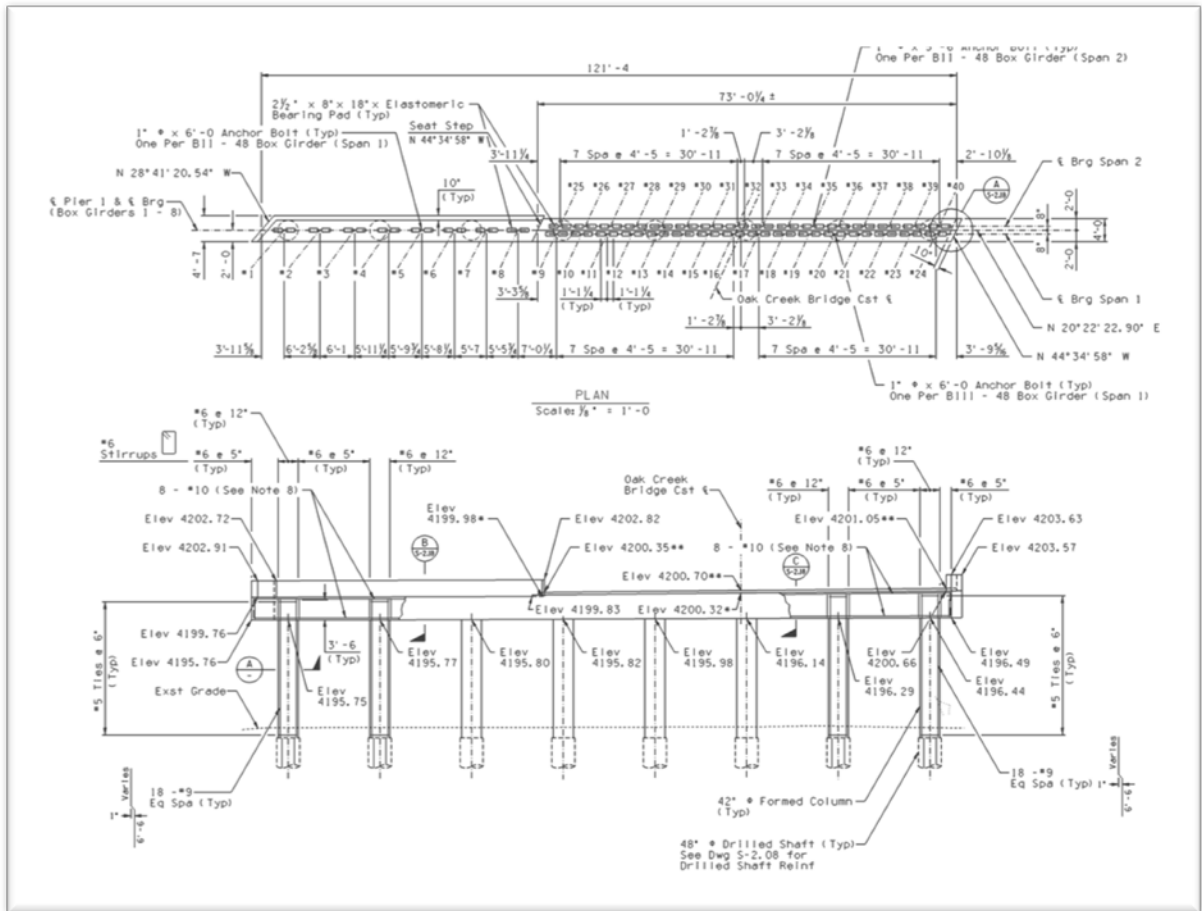 1" φ x 5'-6 Anchor Bolt (Typ)
One Per BII - 48 Box Girder (Span 2)
121'-4
73'-0¼ ±
2½" x 8" x 18" x Elastomeric
Bearing Pad (Typ)
1" φ x 6'-0 Anchor Bolt (Typ)
One Per BII - 48 Box Girder (Span 1)
Seat Step
N 44°34'58" W
3'-11¼
1'-2⅞
3'-2⅛
7 Spa @ 4'-5 = 30'-11
7 Spa @ 4'-5 = 30'-11
2'-10⅛
N 28°41'20.54" W
10"
(Typ)
℄ Brg Span 2
*25 *26 *27 *28 *29 *30 *31 *32 *33 *34 *35 *36 *37 *38 *39 *40
A
S-2.18
℄ Pier 1 & ℄ Brg
(Box Girders 1 - 8)
8"
2'-0
4'-0
8"
2'-0
4'-7
2'-0
10"
*1 *2 *3 *4 *5 *6 *7 *8 *9 *10 *11 *12 *13 *14 *15 *16 *17 *18 *19 *20 *21 *22 *23 *24
3'-3⅝
1'-1¼
(Typ)
1'-1¼
(Typ)
Oak Creek Bridge Cst ℄
℄ Brg Span 1
1'-2⅞
3'-2⅛
N 20°22'22.90" E
3'-11⅝
6'-2⅝
6'-1
5'-11¼
5'-9¾
5'-8¼
5'-7
5'-5¾
7'-0⅛
7 Spa @ 4'-5 = 30'-11
7 Spa @ 4'-5 = 30'-11
3'-9⁵⁄₁₆
N 44°34'58" W
1" φ x 6'-0 Anchor Bolt (Typ)
One Per BIII - 48 Box Girder (Span 1)
PLAN
Scale: ⅛" = 1'-0
*6 @ 12"
(Typ)
*6
Stirrups
*6 @ 5"
(Typ)
*6 @ 5"
(Typ)
*6 @ 12"
(Typ)
*6 @ 12"
(Typ)
Oak Creek
Bridge Cst ℄
*6 @ 12"
(Typ)
*6 @ 5"
(Typ)
*6 @ 5"
(Typ)
8 - *10 (See Note 8)
Elev 4202.72
Elev
4199.98*
Elev 4202.82
Elev 4201.05**
Elev 4203.63
Elev 4202.91
B
S-2.18
Elev 4200.35**
8 - *10 (See Note 8)
C
S-2.18
Elev 4203.57
Elev 4200.70**
Elev 4199.83
Elev 4200.32*
Elev 4199.76
*5 Ties @ 6"
(Typ)
3'-6
(Typ)
Elev
4195.77
Elev
4195.80
Elev
4195.82
Elev
4195.98
Elev
4196.14
Elev
4200.66
Elev
4196.49
*5 Ties @ 6"
(Typ)
Elev 4195.76
A
-
Exst Grade
Elev
4195.75
Elev
4196.29
Elev
4196.44
18 - *9
Eq Spa (Typ)
18 - *9
Eq Spa (Typ)
Varies
1"
6'-6
Varies
1"
6'-6
42" φ Formed Column
(Typ)
48" φ Drilled Shaft (Typ)
See Dwg S-2.08 for
Drilled Shaft Reinf